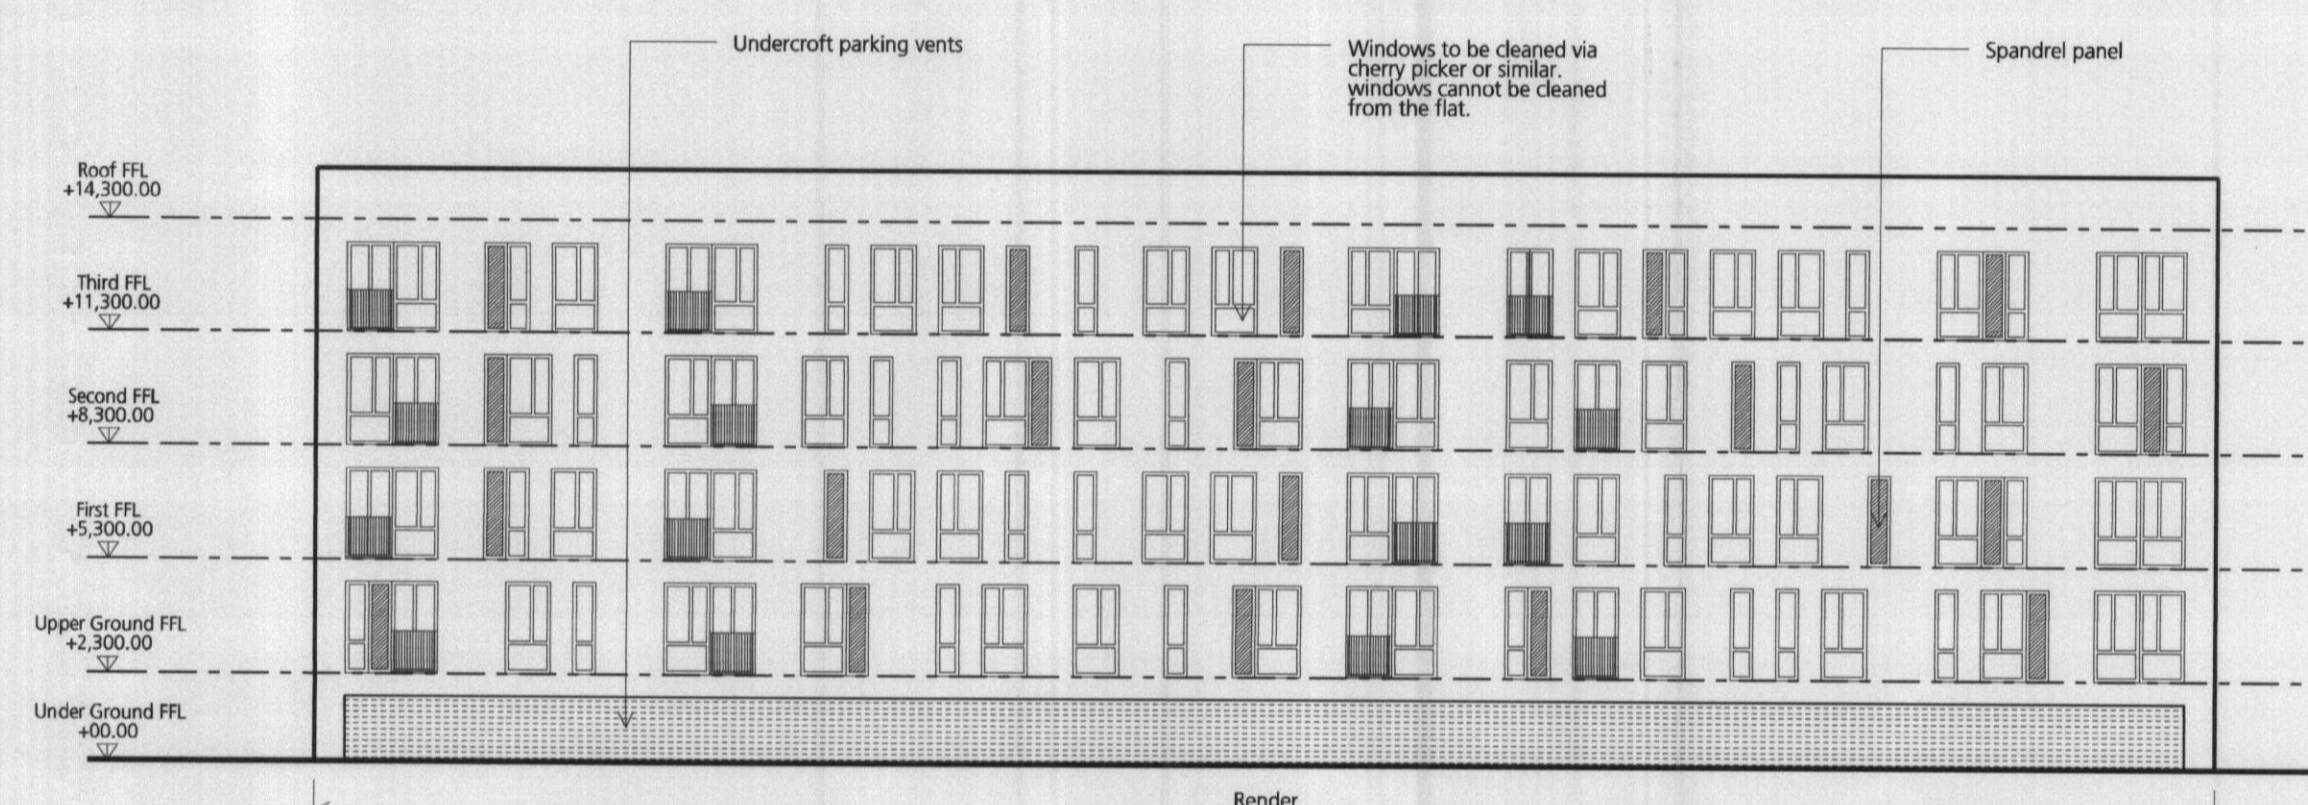 Undercroft parking vents
Windows to be cleaned via
cherry picker or similar.
windows cannot be cleaned
from the flat.
Spandrel panel
Roof FFL
+14,300.00
Third FFL
+11,300.00
Second FFL
+8,300.00
First FFL
+5,300.00
Upper Ground FFL
+2,300.00
Under Ground FFL
+00.00
Render